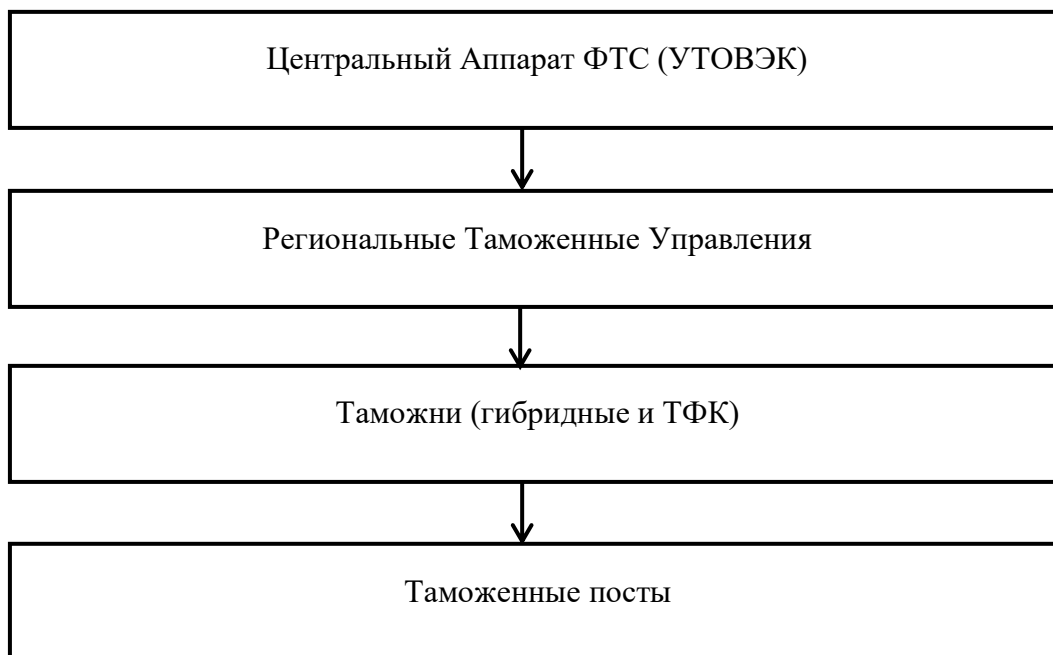 Центральный Аппарат ФТС (УТОВЭК)
Региональные Таможенные Управления
Таможни (гибридные и ТФК)
Таможенные посты